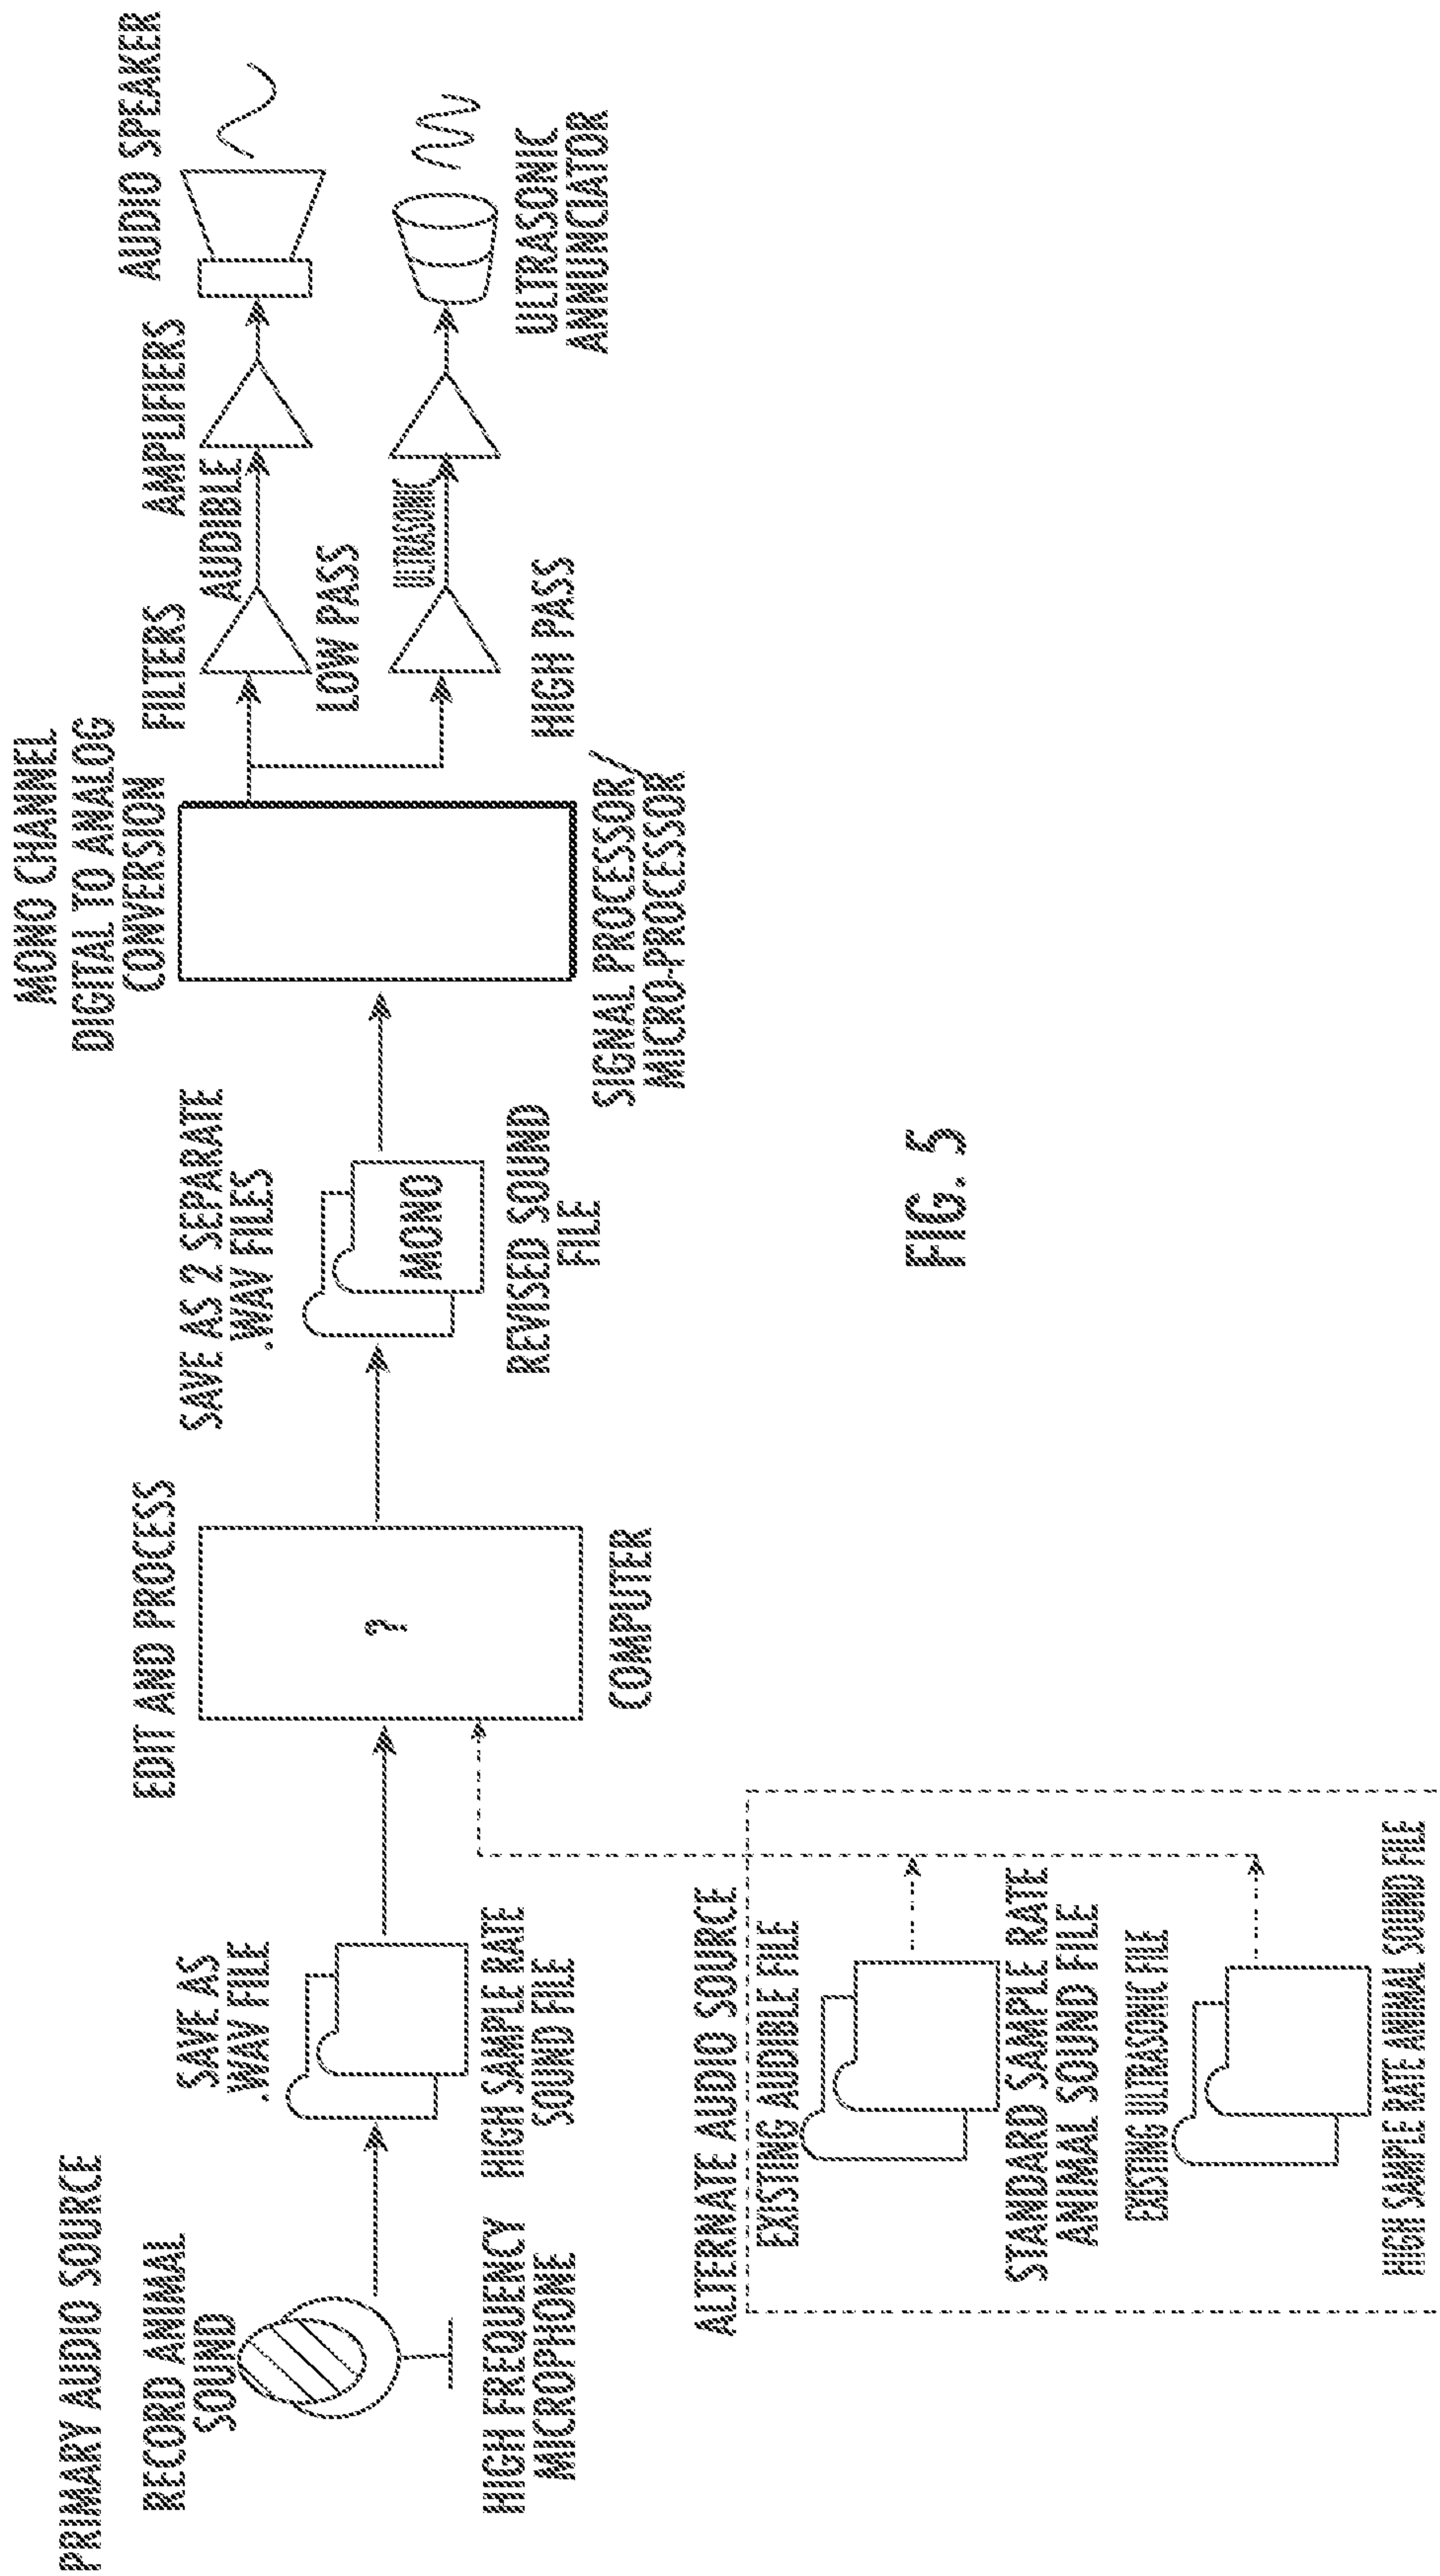 PRIMARY AUDIO SOURCE
RECORD ANIMAL
SOUND
HIGH FREQUENCY
MICROPHONE
SAVE AS
.WAV FILE
HIGH SAMPLE RATE
SOUND FILE
EDIT AND PROCESS
?
COMPUTER
SAVE AS 2 SEPARATE
.WAV FILES
MONO
REVISED SOUND
FILE
MONO CHANNEL
DIGITAL TO ANALOG
CONVERSION
SIGNAL PROCESSOR /
MICRO-PROCESSOR
FILTERS
AUDIBLE
LOW PASS
ULTRASONIC
HIGH PASS
AMPLIFIERS
AUDIO SPEAKER
ULTRASONIC
ANNUNCIATOR
ALTERNATE AUDIO SOURCE
EXISTING AUDIBLE FILE
STANDARD SAMPLE RATE
ANIMAL SOUND FILE
EXISTING ULTRASONIC FILE
HIGH SAMPLE RATE ANIMAL SOUND FILE
FIG. 5